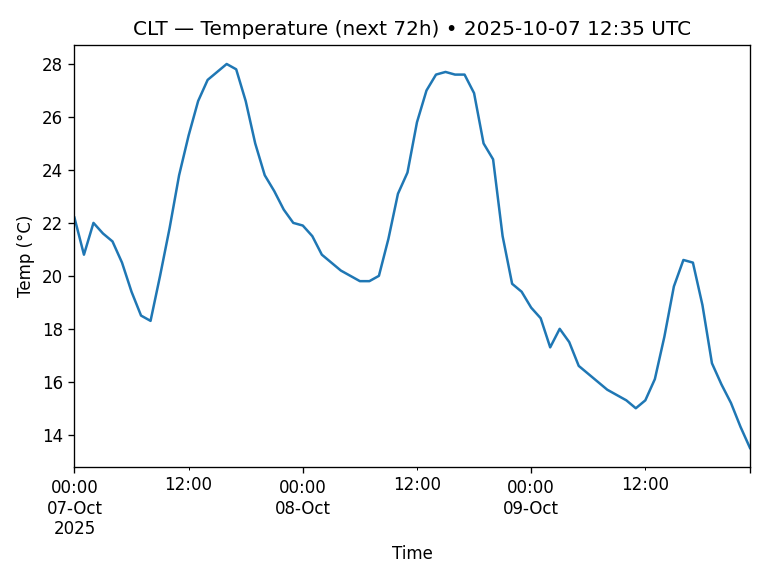 CLT — Temperature (next 72h) • 2025-10-07 12:35 UTC
28
26
24
22
20
18
16
14
Temp (°C)
00:00 12:00 00:00 12:00 00:00 12:00
07-Oct 08-Oct 09-Oct
2025
Time